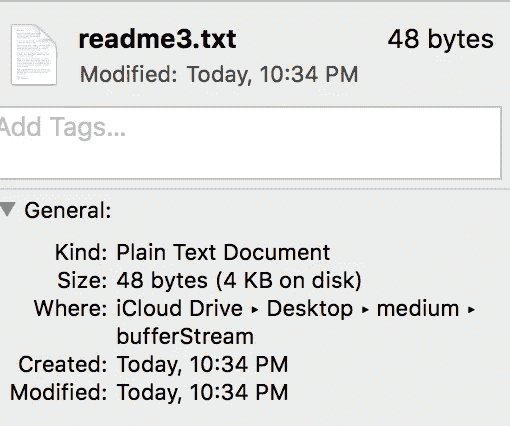 readme3.txt 48 bytes
Modified: Today, 10:34 PM
Add Tags...
General:
Kind: Plain Text Document
Size: 48 bytes (4 KB on disk)
Where: iCloud Drive ▸ Desktop ▸ medium ▸
bufferStream
Created: Today, 10:34 PM
Modified: Today, 10:34 PM